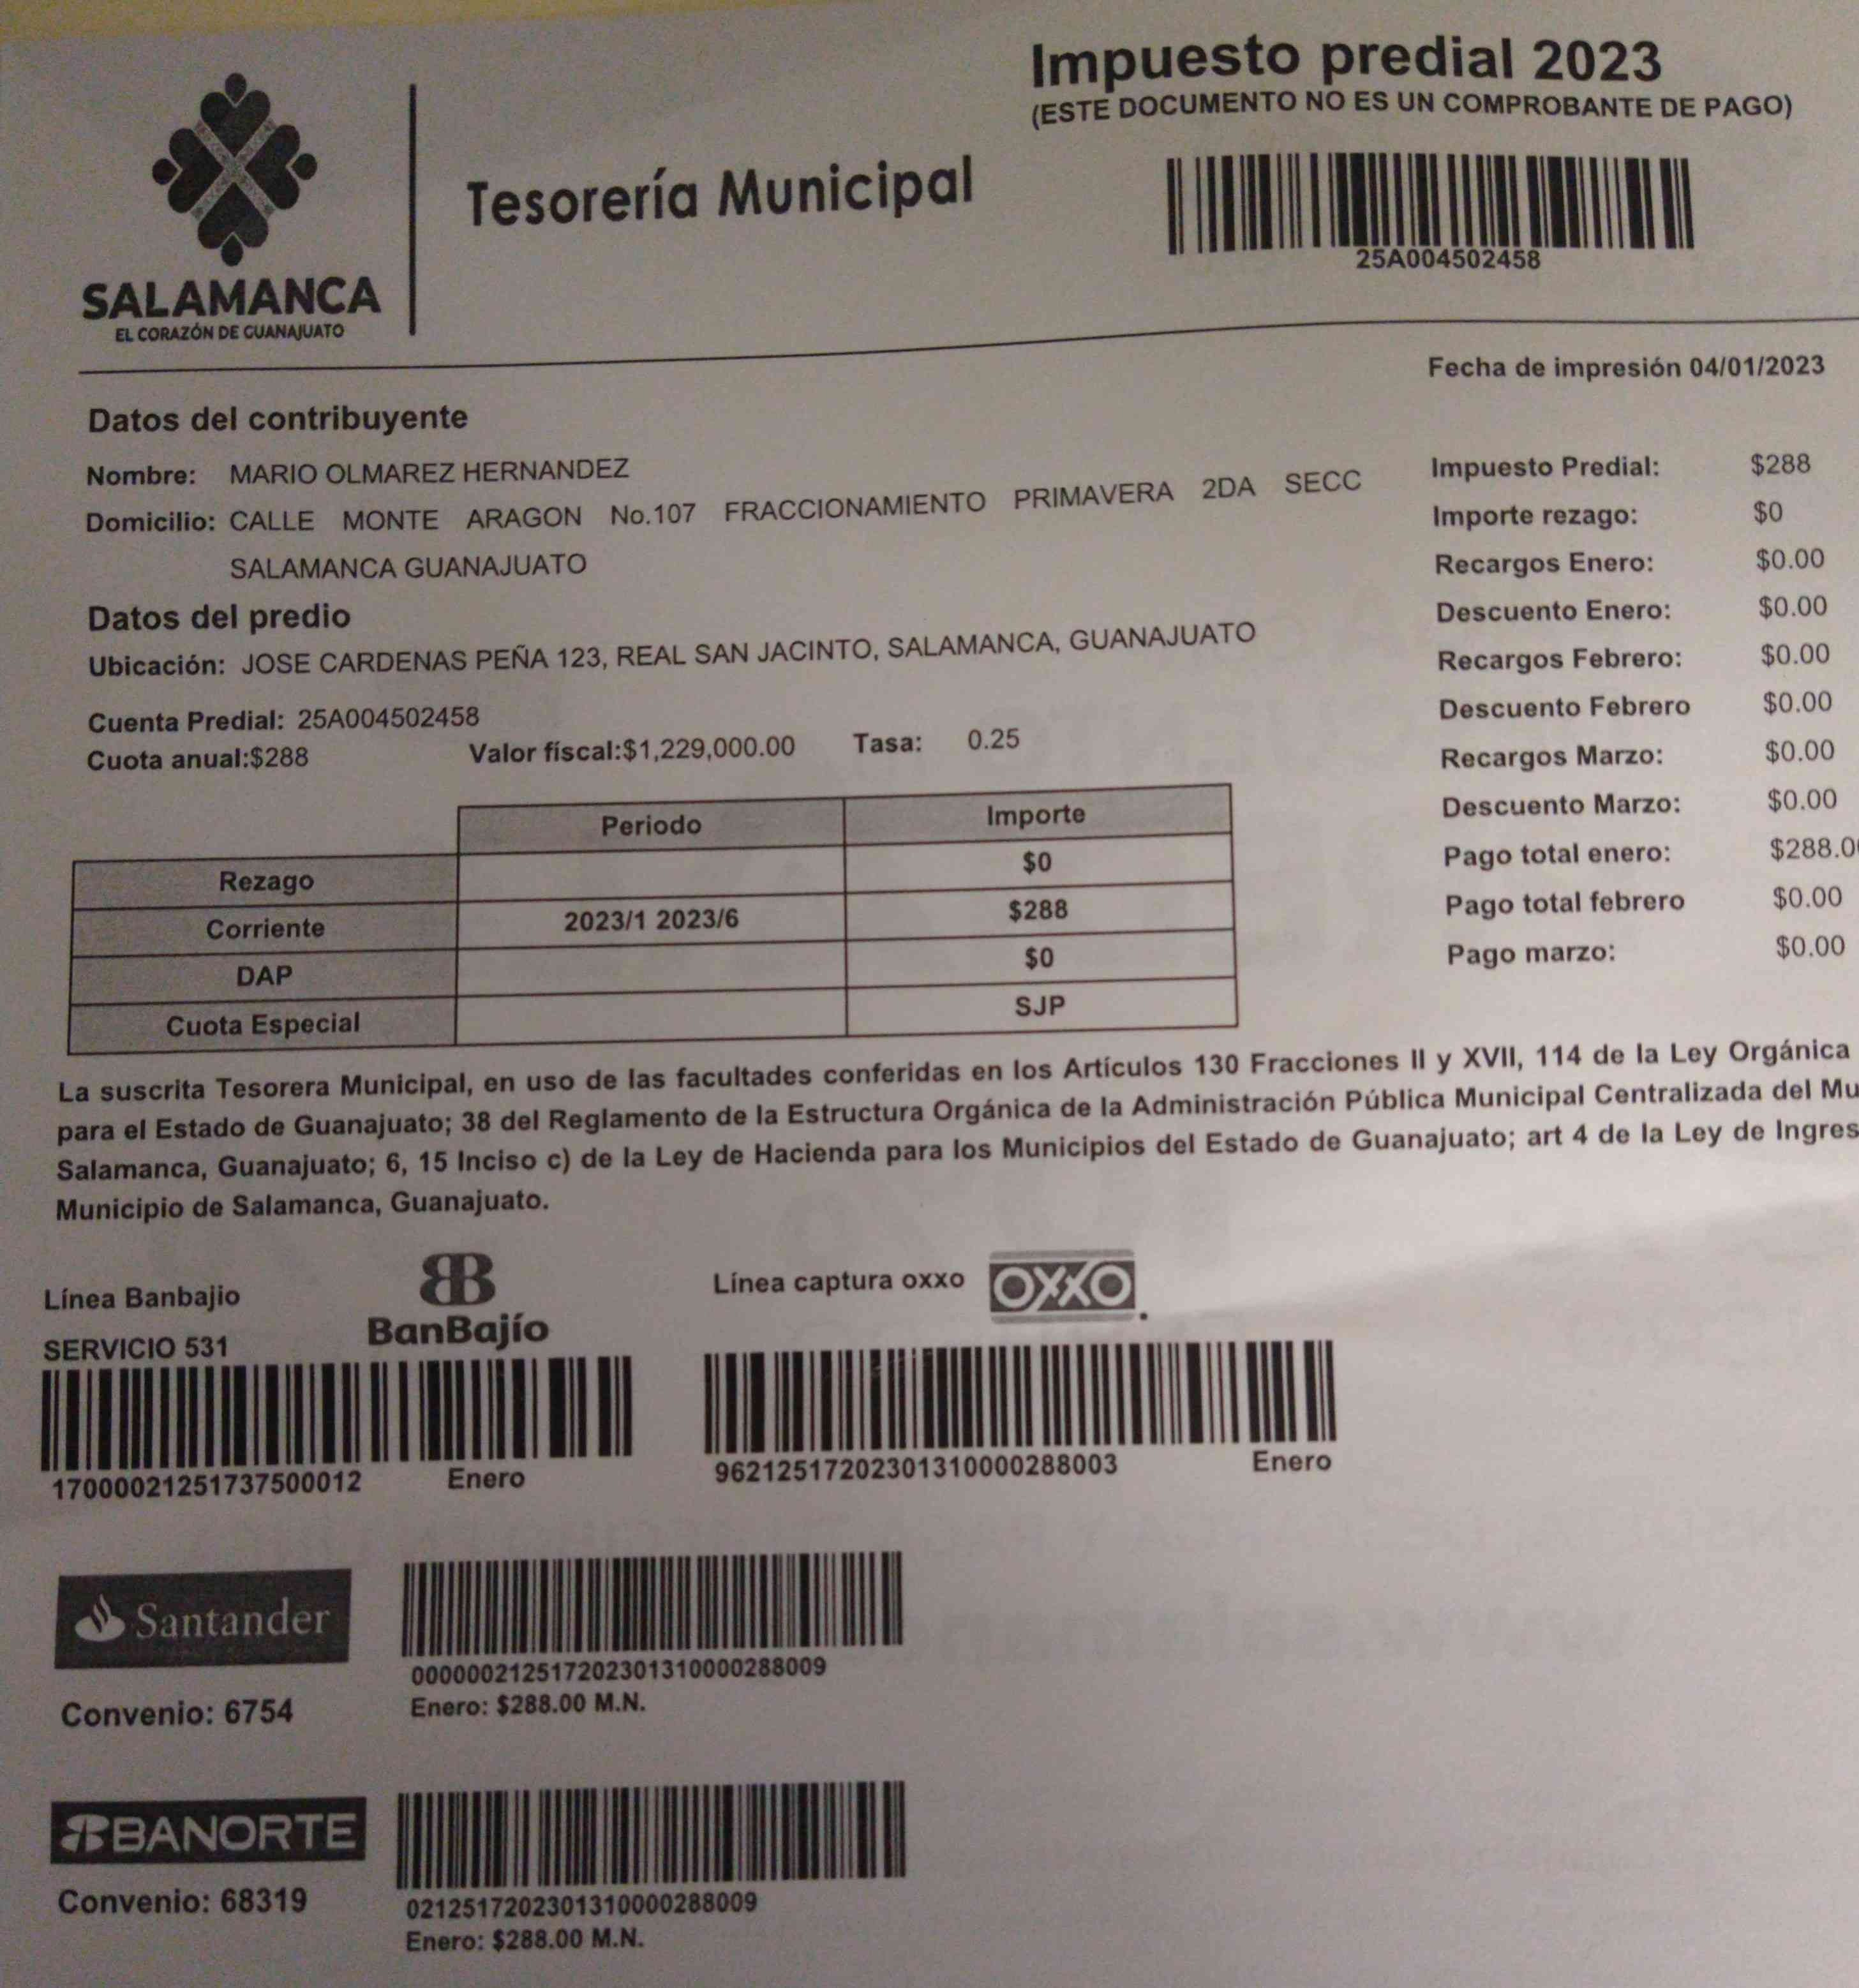 Impuesto predial 2023
(ESTE DOCUMENTO NO ES UN COMPROBANTE DE PAGO)
Tesorería Municipal
25A004502458
SALAMANCA
EL CORAZÓN DE GUANAJUATO
Fecha de impresión 04/01/2023
Datos del contribuyente
Nombre: MARIO OLMAREZ HERNANDEZ
Domicilio: CALLE MONTE ARAGON No.107 FRACCIONAMIENTO PRIMAVERA 2DA SECC
SALAMANCA GUANAJUATO
Datos del predio
Ubicación: JOSE CARDENAS PEÑA 123, REAL SAN JACINTO, SALAMANCA, GUANAJUATO
Cuenta Predial: 25A004502458
Cuota anual:$288 Valor fiscal:$1,229,000.00 Tasa: 0.25
Impuesto Predial: $288
Importe rezago: $0
Recargos Enero: $0.00
Descuento Enero: $0.00
Recargos Febrero: $0.00
Descuento Febrero $0.00
Recargos Marzo: $0.00
Descuento Marzo: $0.00
Pago total enero: $288.0
Pago total febrero $0.00
Pago marzo: $0.00
Periodo Importe
Rezago $0
Corriente 2023/1 2023/6 $288
DAP $0
Cuota Especial SJP
La suscrita Tesorera Municipal, en uso de las facultades conferidas en los Artículos 130 Fracciones II y XVII, 114 de la Ley Orgánica
para el Estado de Guanajuato; 38 del Reglamento de la Estructura Orgánica de la Administración Pública Municipal Centralizada del Mu
Salamanca, Guanajuato; 6, 15 Inciso c) de la Ley de Hacienda para los Municipios del Estado de Guanajuato; art 4 de la Ley de Ingres
Municipio de Salamanca, Guanajuato.
Línea Banbajio
BanBajío
SERVICIO 531
17000021251737500012 Enero
Línea captura oxxo OXXO
962125172023013100002880​03 Enero
Santander
Convenio: 6754
00000021251720230131000​0288009
Enero: $288.00 M.N.
BANORTE
Convenio: 68319
02125172023013100002880​09
Enero: $288.00 M.N.